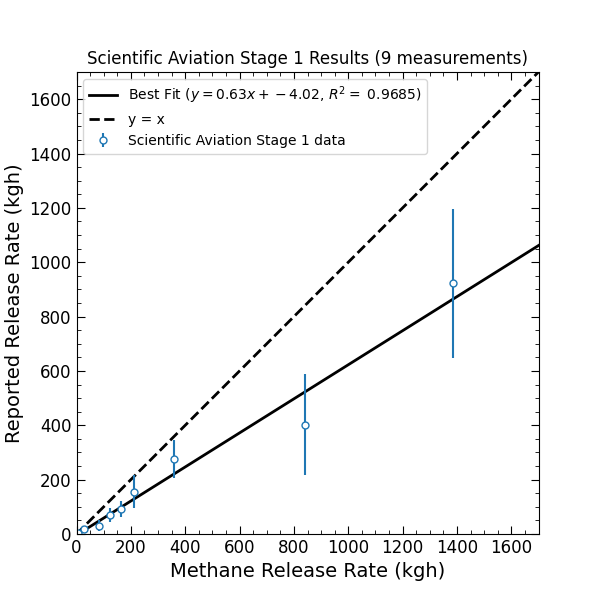 Scientific Aviation Stage 1 Results (9 measurements)
Best Fit (y = 0.63x + −4.02, R² = 0.9685)
y = x
Scientific Aviation Stage 1 data
Reported Release Rate (kgh)
1600
1400
1200
1000
800
600
400
200
0
0 200 400 600 800 1000 1200 1400 1600
Methane Release Rate (kgh)